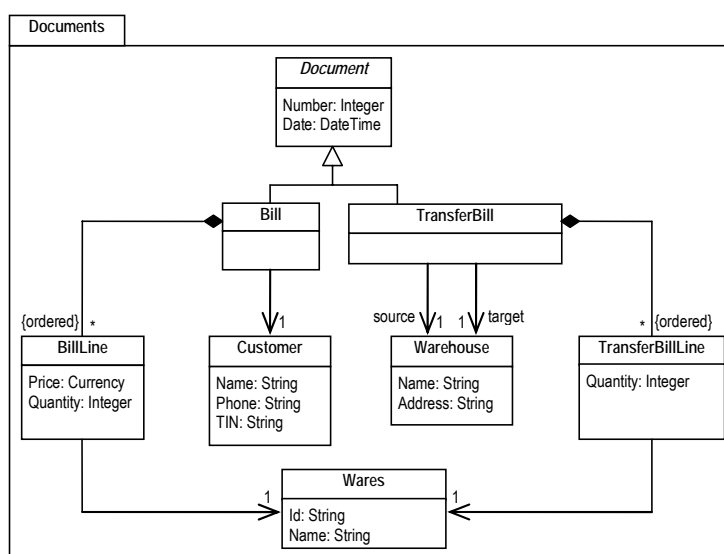 Documents
Document
Number: Integer
Date: DateTime
Bill
TransferBill
source 1 1 target
1
{ordered} *
* {ordered}
BillLine
Price: Currency
Quantity: Integer
Customer
Name: String
Phone: String
TIN: String
Warehouse
Name: String
Address: String
TransferBillLine
Quantity: Integer
1
Wares
1
Id: String
Name: String